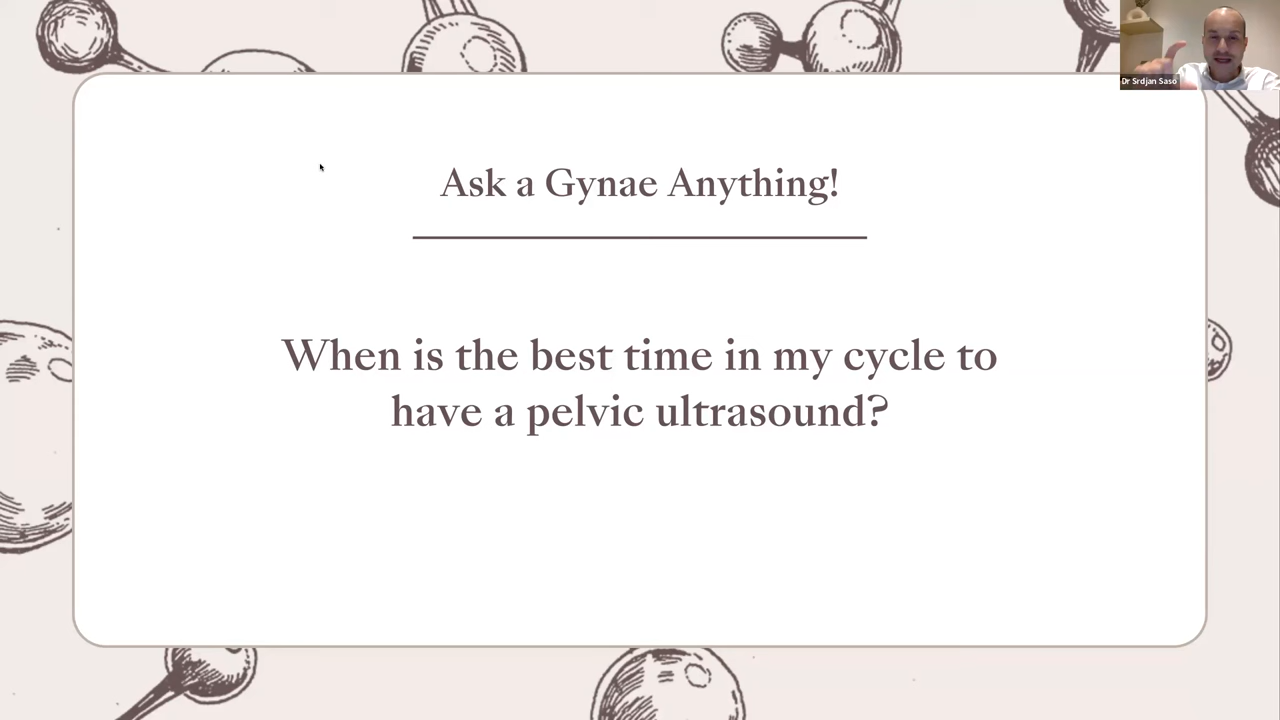 Dr Srdjan Saso
Ask a Gynae Anything!
When is the best time in my cycle to
have a pelvic ultrasound?